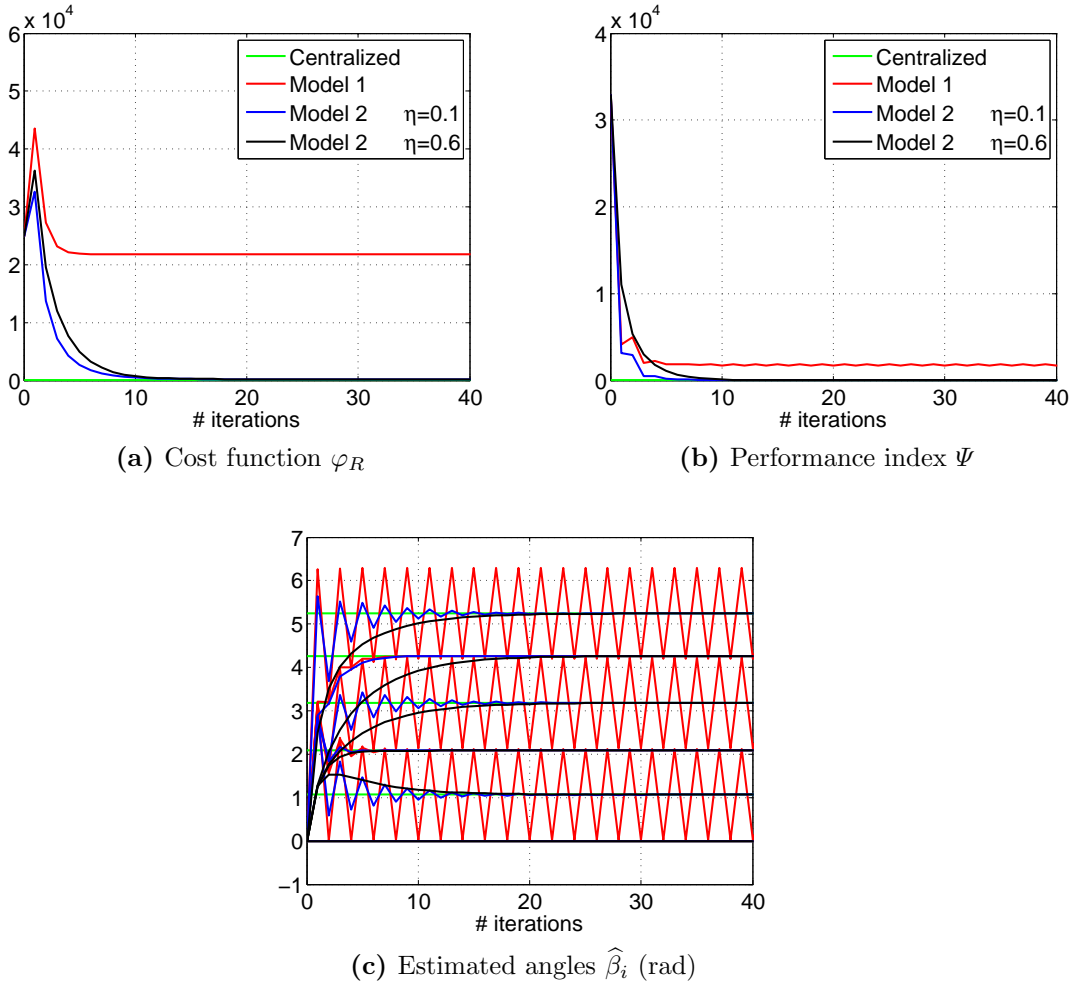 x 10^4
6
5
4
3
2
1
0
0 10 20 30 40
# iterations
Centralized
Model 1
Model 2 η=0.1
Model 2 η=0.6
(a) Cost function φ_R
x 10^4
4
3
2
1
0
0 10 20 30 40
# iterations
Centralized
Model 1
Model 2 η=0.1
Model 2 η=0.6
(b) Performance index Ψ
7
6
5
4
3
2
1
0
−1
0 10 20 30 40
# iterations
(c) Estimated angles β̂_i (rad)